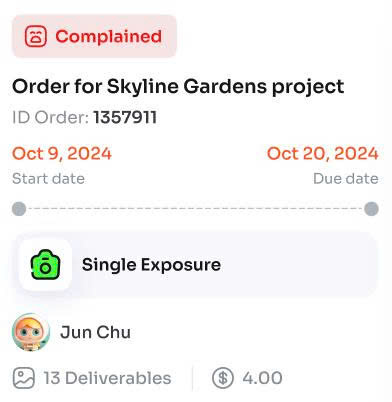 Complained
Order for Skyline Gardens project
ID Order: 1357911
Oct 9, 2024 Oct 20, 2024
Start date Due date
Single Exposure
Jun Chu
13 Deliverables $ 4.00